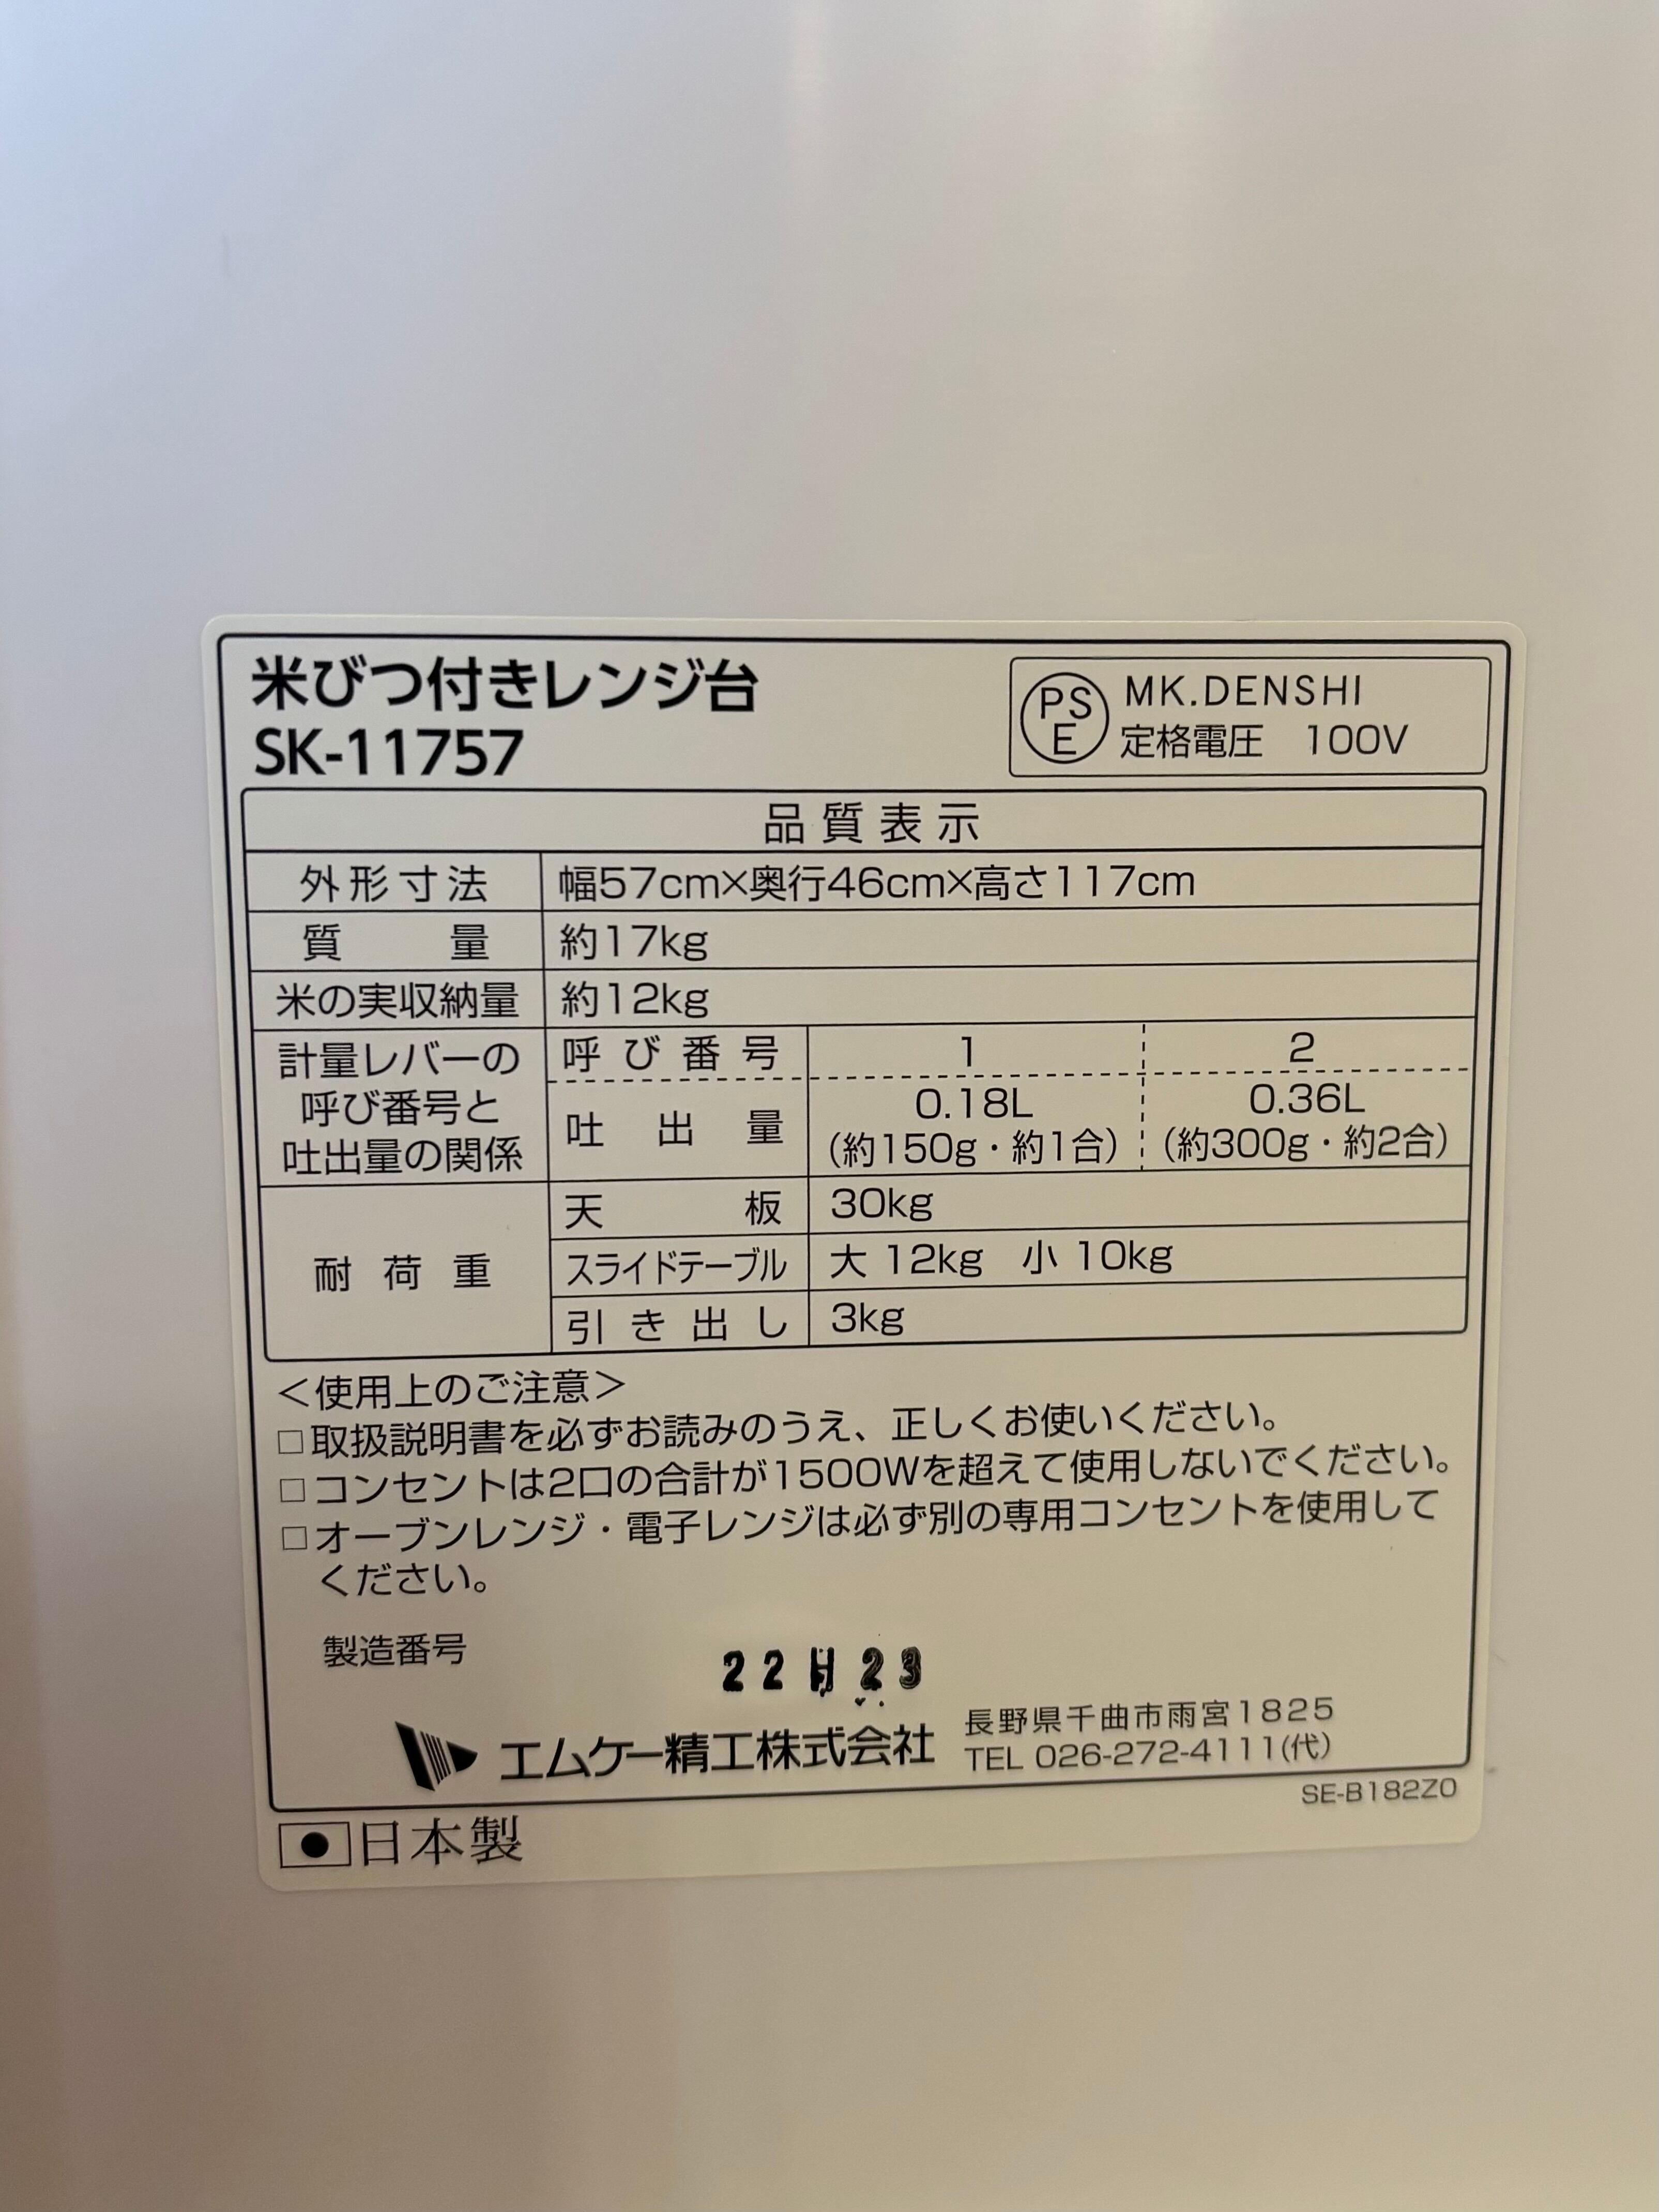 米びつ付きレンジ台
SK-11757
PSE
MK.DENSHI
定格電圧 100V
品質表示
外形寸法 幅57cm×奥行46cm×高さ117cm
質量 約17kg
米の実収納量 約12kg
計量レバーの呼び番号と吐出量の関係
呼び番号 1 2
吐出量 0.18L 0.36L
(約150g・約1合) (約300g・約2合)
耐荷重
天板 30kg
スライドテーブル 大 12kg 小 10kg
引き出し 3kg
＜使用上のご注意＞
□取扱説明書を必ずお読みのうえ、正しくお使いください。
□コンセントは2口の合計が1500Wを超えて使用しないでください。
□オーブンレンジ・電子レンジは必ず別の専用コンセントを使用して
ください。
製造番号
22H23
エムケー精工株式会社
長野県千曲市雨宮1825
TEL 026-272-4111(代)
SE-B182Z0
日本製